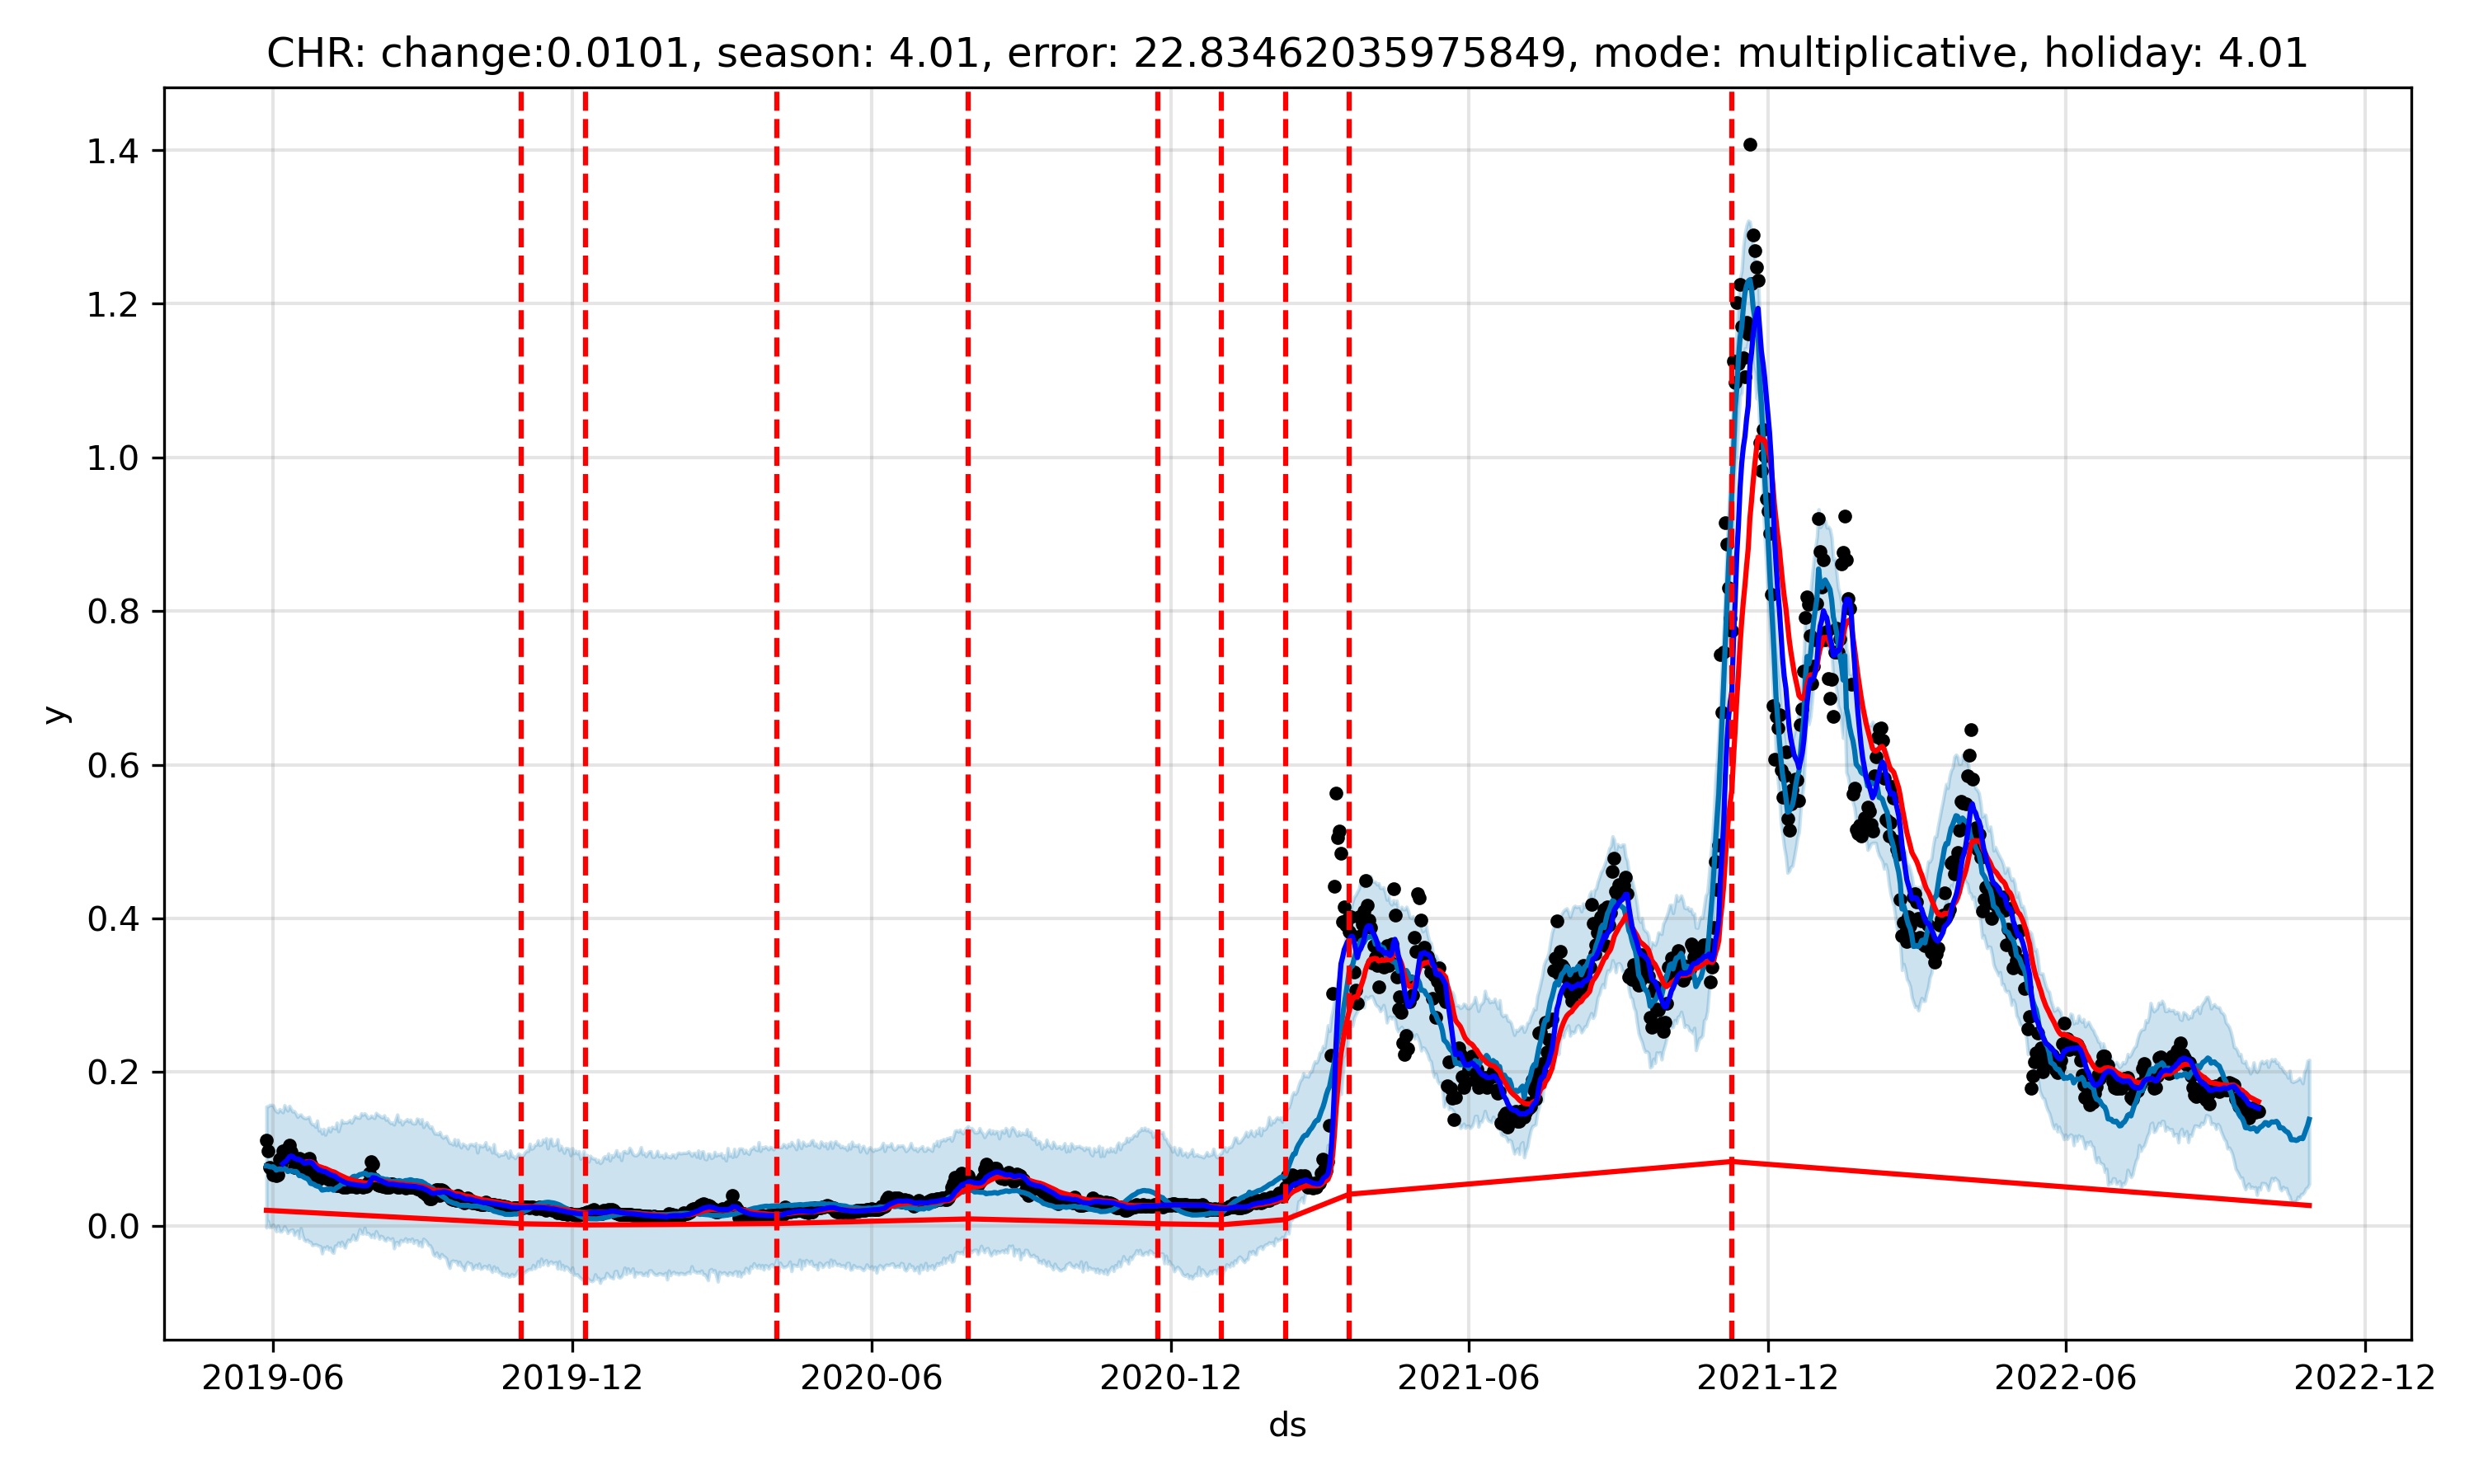 CHR: change:0.0101, season: 4.01, error: 22.83462035975849, mode: multiplicative, holiday: 4.01
1.4
1.2
1.0
0.8
0.6
0.4
0.2
0.0
y
2019-06 2019-12 2020-06 2020-12 2021-06 2021-12 2022-06 2022-12
ds